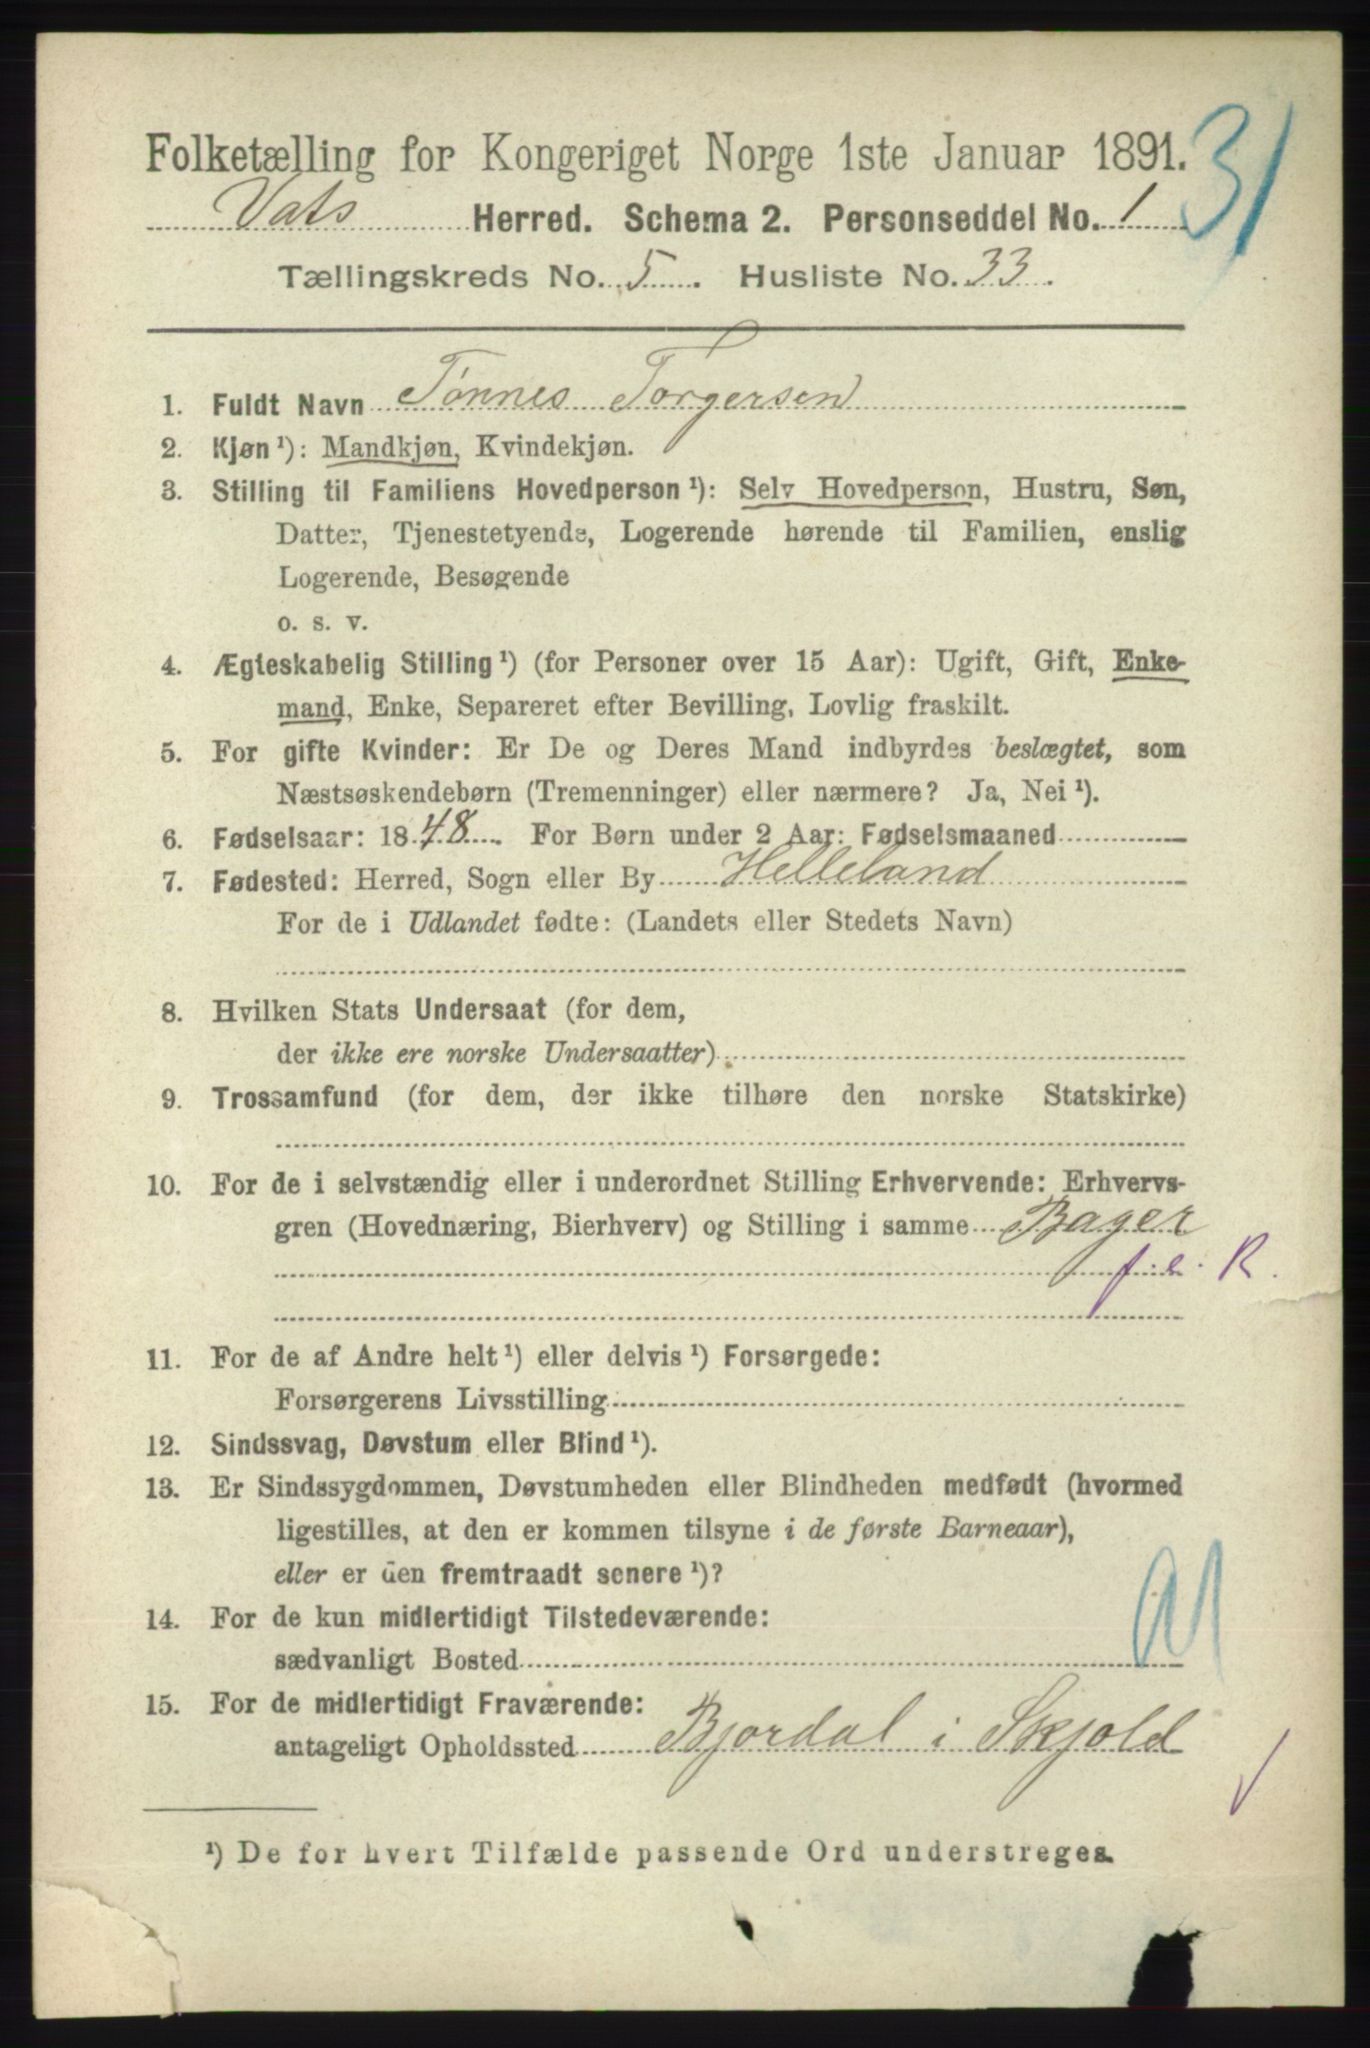 Folketælling for Kongeriget Norge 1ste Januar 1891.
31
Vats Herred. Schema 2. Personseddel No. 1
Tællingskreds No. 5. Husliste No. 33.
1. Fuldt Navn Tønnes Torgersen
2. Kjøn ¹): Mandkjøn, Kvindekjøn.
3. Stilling til Familiens Hovedperson ¹): Selv Hovedperson, Hustru, Søn,
Datter, Tjenestetyende, Logerende hørende til Familien, enslig
Logerende, Besøgende
o. s. v.
4. Ægteskabelig Stilling ¹) (for Personer over 15 Aar): Ugift, Gift, Enke-
mand, Enke, Separeret efter Bevilling, Lovlig fraskilt.
5. For gifte Kvinder: Er De og Deres Mand indbyrdes beslægtet, som
Næstsøskendebørn (Tremenninger) eller nærmere? Ja, Nei ¹).
6. Fødselsaar: 1848. For Børn under 2 Aar: Fødselsmaaned
7. Fødested: Herred, Sogn eller By Helleland
For de i Udlandet fødte: (Landets eller Stedets Navn)
8. Hvilken Stats Undersaat (for dem,
der ikke ere norske Undersaatter)
9. Trossamfund (for dem, der ikke tilhøre den norske Statskirke)
10. For de i selvstændig eller i underordnet Stilling Erhvervende: Erhvervs-
gren (Hovednæring, Bierhverv) og Stilling i samme Bager
f. e. R.
11. For de af Andre helt ¹) eller delvis ¹) Forsørgede:
Forsørgerens Livsstilling
12. Sindssvag, Døvstum eller Blind ¹).
13. Er Sindssygdommen, Døvstumheden eller Blindheden medfødt (hvormed
ligestilles, at den er kommen tilsyne i de første Barneaar),
eller er den fremtraadt senere ¹)?
14. For de kun midlertidigt Tilstedeværende:
sædvanligt Bosted
15. For de midlertidigt Fraværende:
antageligt Opholdssted Bjordal i Skjold
¹) De for hvert Tilfælde passende Ord understreges.